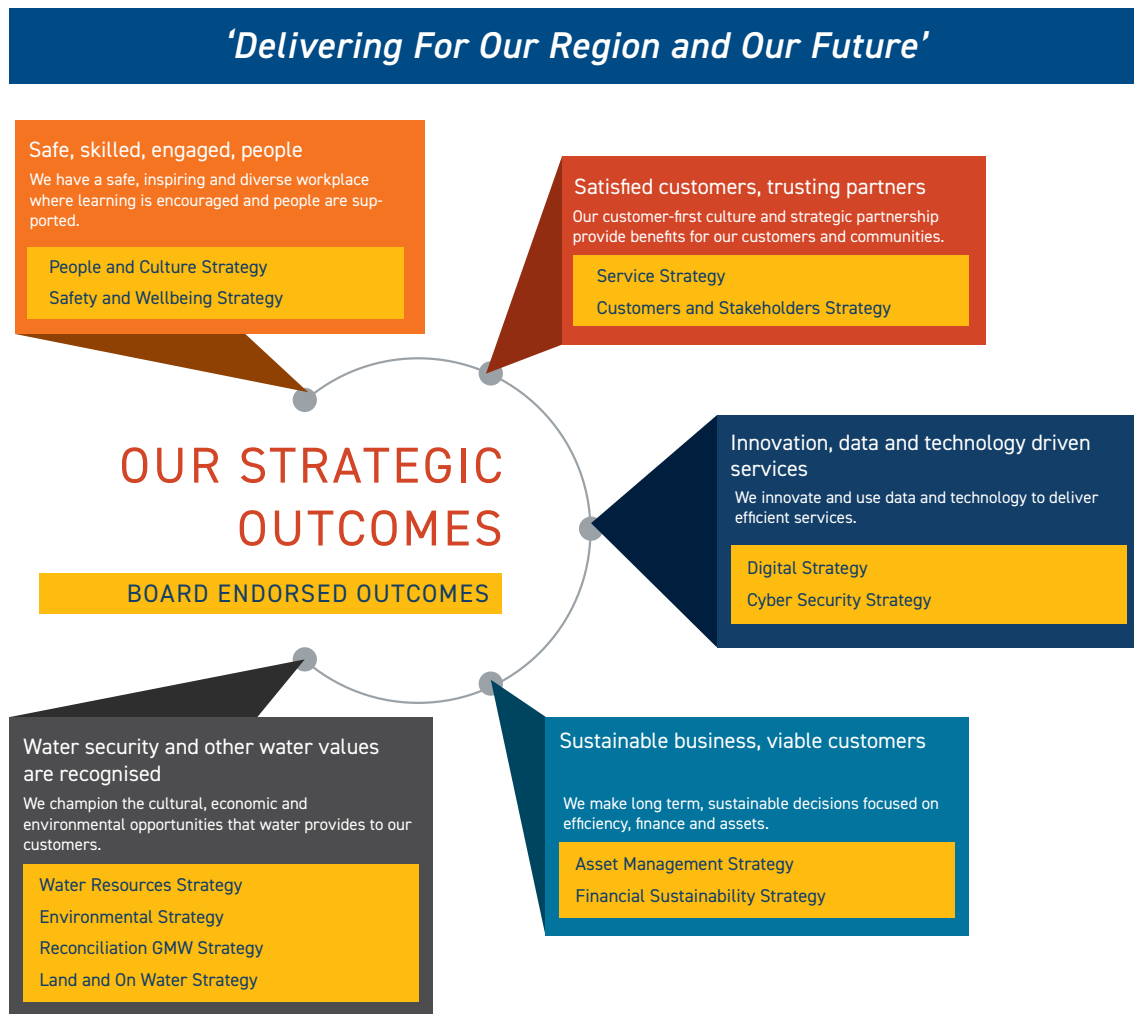 ‘Delivering For Our Region and Our Future’
Safe, skilled, engaged, people
We have a safe, inspiring and diverse workplace
where learning is encouraged and people are sup-
ported.
People and Culture Strategy
Safety and Wellbeing Strategy
Satisfied customers, trusting partners
Our customer-first culture and strategic partnership
provide benefits for our customers and communities.
Service Strategy
Customers and Stakeholders Strategy
OUR STRATEGIC
OUTCOMES
BOARD ENDORSED OUTCOMES
Innovation, data and technology driven
services
We innovate and use data and technology to deliver
efficient services.
Digital Strategy
Cyber Security Strategy
Water security and other water values
are recognised
We champion the cultural, economic and
environmental opportunities that water provides to our
customers.
Water Resources Strategy
Environmental Strategy
Reconciliation GMW Strategy
Land and On Water Strategy
Sustainable business, viable customers
We make long term, sustainable decisions focused on
efficiency, finance and assets.
Asset Management Strategy
Financial Sustainability Strategy